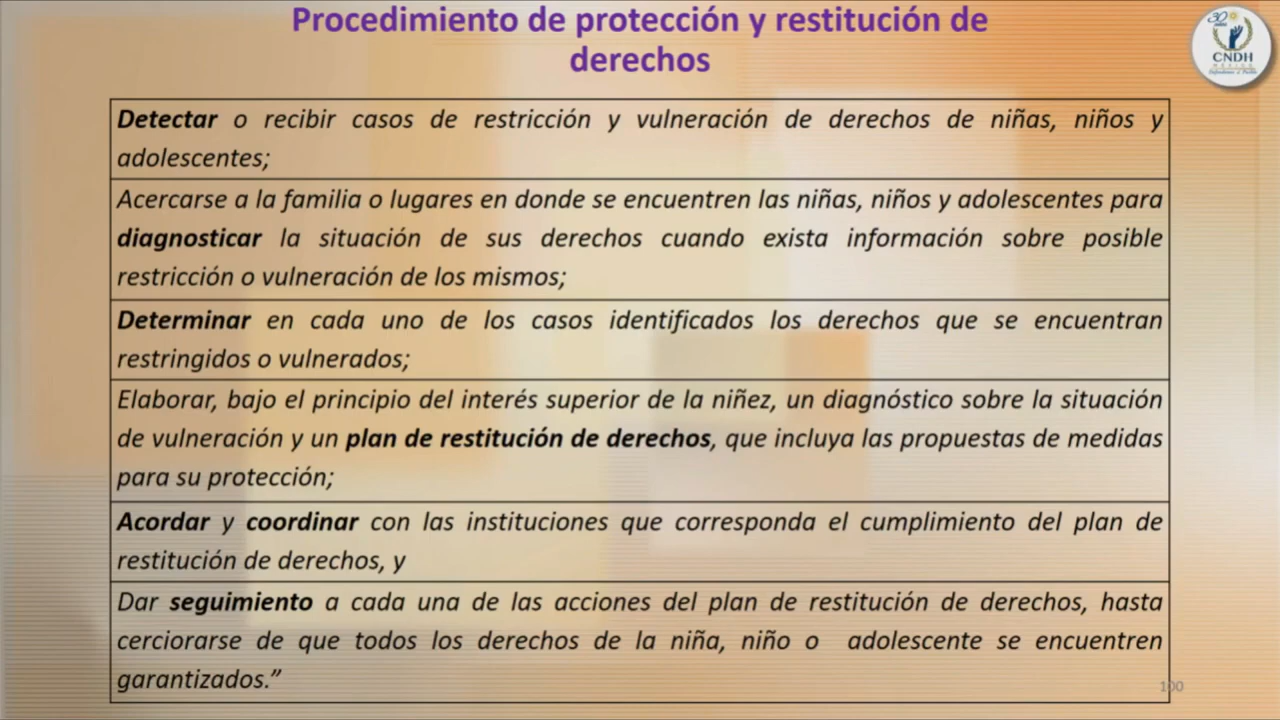 Procedimiento de protección y restitución de
derechos
30
CNDH
MÉXICO
Defendemos al Pueblo
Detectar o recibir casos de restricción y vulneración de derechos de niñas, niños y
adolescentes;
Acercarse a la familia o lugares en donde se encuentren las niñas, niños y adolescentes para
diagnosticar la situación de sus derechos cuando exista información sobre posible
restricción o vulneración de los mismos;
Determinar en cada uno de los casos identificados los derechos que se encuentran
restringidos o vulnerados;
Elaborar, bajo el principio del interés superior de la niñez, un diagnóstico sobre la situación
de vulneración y un plan de restitución de derechos, que incluya las propuestas de medidas
para su protección;
Acordar y coordinar con las instituciones que corresponda el cumplimiento del plan de
restitución de derechos, y
Dar seguimiento a cada una de las acciones del plan de restitución de derechos, hasta
cerciorarse de que todos los derechos de la niña, niño o adolescente se encuentren
garantizados.”
100